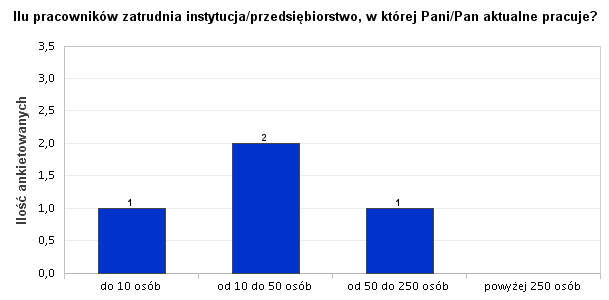 Ilu pracowników zatrudnia instytucja/przedsiębiorstwo, w której Pani/Pan aktualne pracuje?
Ilość ankietowanych
3,5
3,0
2,5
2,0
1,5
1,0
0,5
0,0
1
2
1
do 10 osób
od 10 do 50 osób
od 50 do 250 osób
powyżej 250 osób